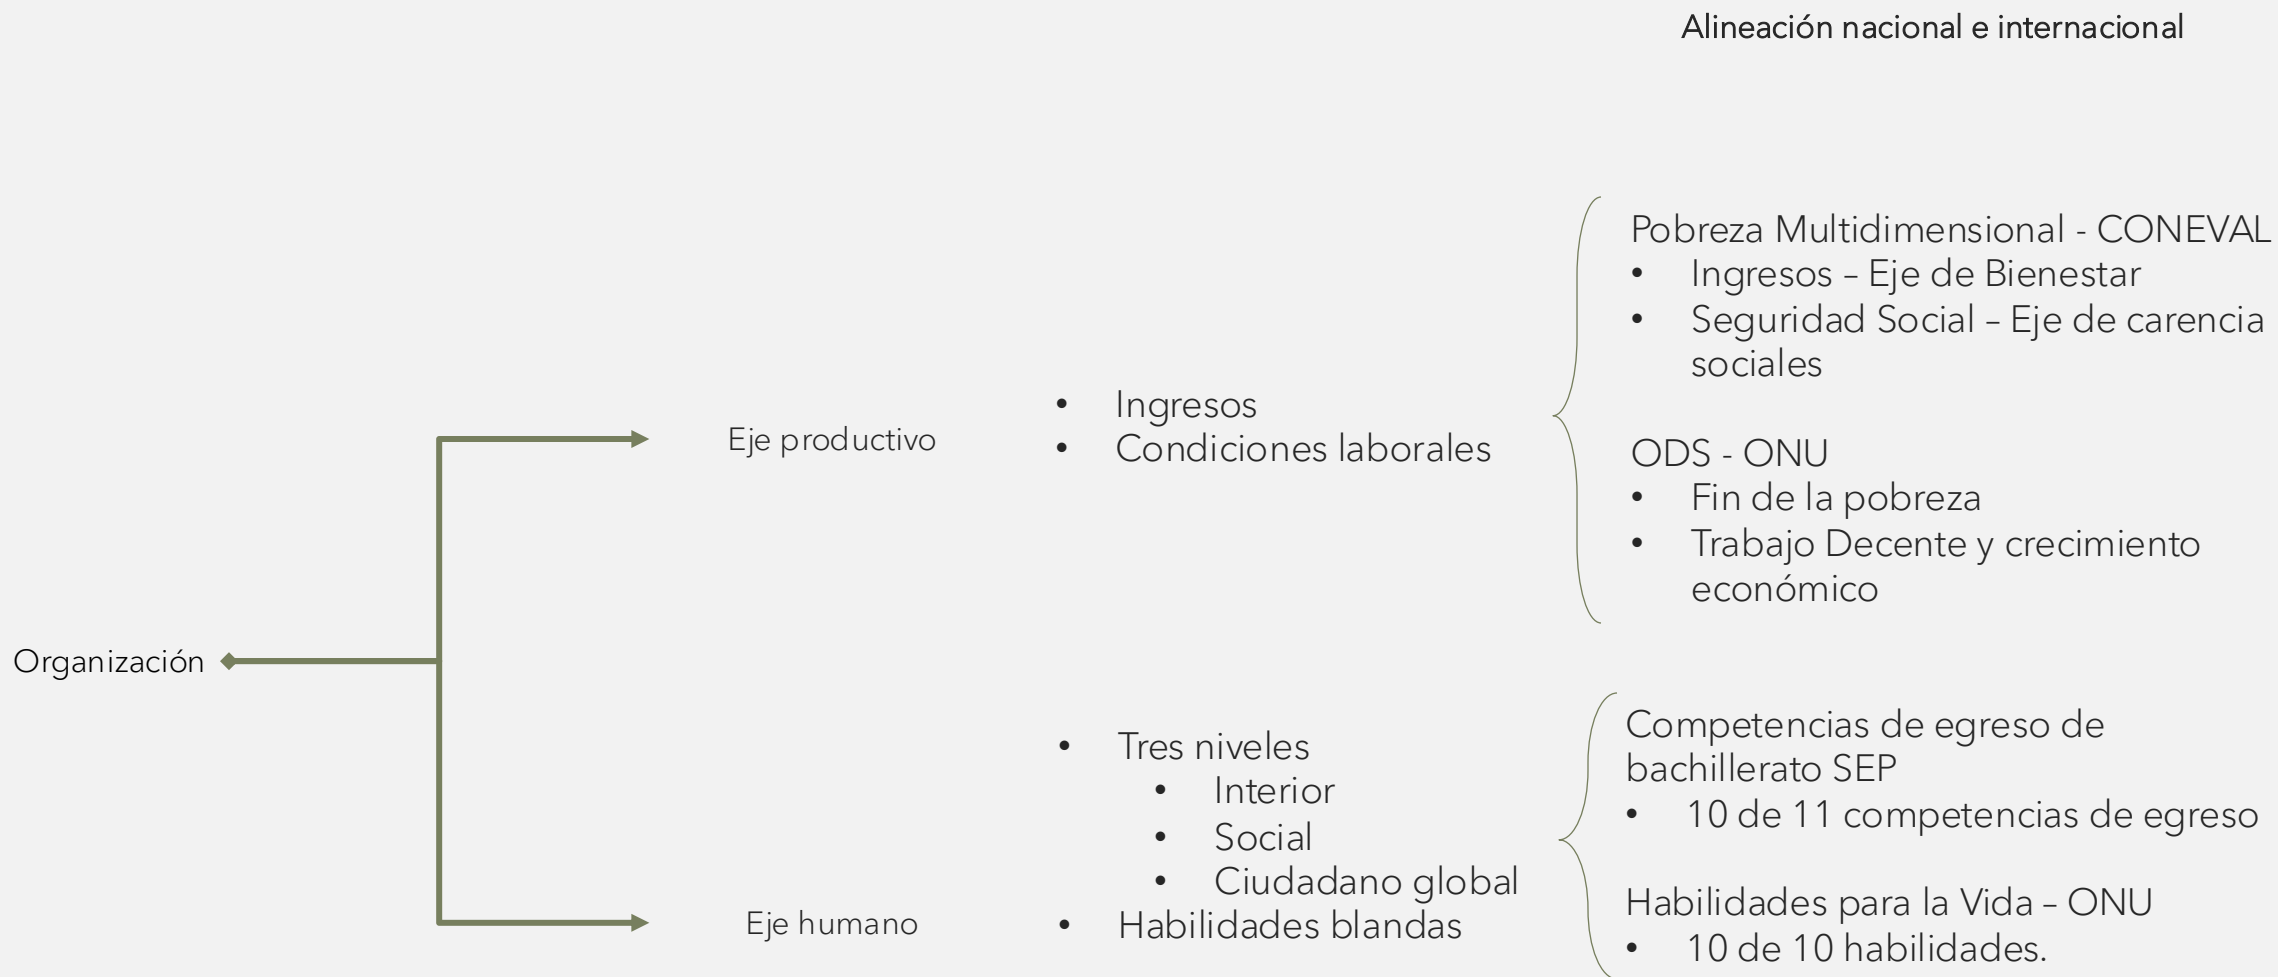 Alineación nacional e internacional
Organización
Eje productivo
• Ingresos
• Condiciones laborales
Pobreza Multidimensional - CONEVAL
• Ingresos – Eje de Bienestar
• Seguridad Social – Eje de carencia
sociales
ODS - ONU
• Fin de la pobreza
• Trabajo Decente y crecimiento
económico
Eje humano
• Tres niveles
• Interior
• Social
• Ciudadano global
• Habilidades blandas
Competencias de egreso de
bachillerato SEP
• 10 de 11 competencias de egreso
Habilidades para la Vida – ONU
• 10 de 10 habilidades.